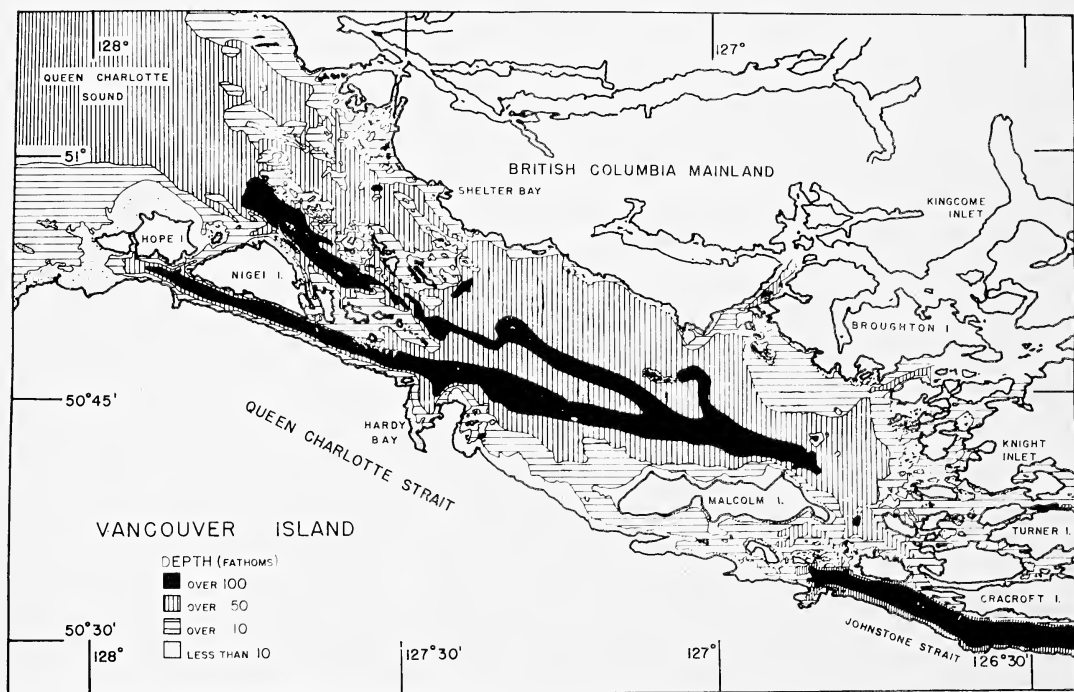 128°
127°
QUEEN CHARLOTTE
SOUND
51°
BRITISH COLUMBIA MAINLAND
SHELTER BAY
KINGCOME
INLET
HOPE I.
NIGEI I.
BROUGHTON I
50°45'
HARDY
BAY
QUEEN CHARLOTTE STRAIT
KNIGHT
INLET
MALCOLM I.
VANCOUVER ISLAND
TURNER I.
DEPTH (FATHOMS)
OVER 100
OVER 50
OVER 10
LESS THAN 10
CRACROFT I.
JOHNSTONE STRAIT
50°30'
128°
127°30'
127°
126°30'